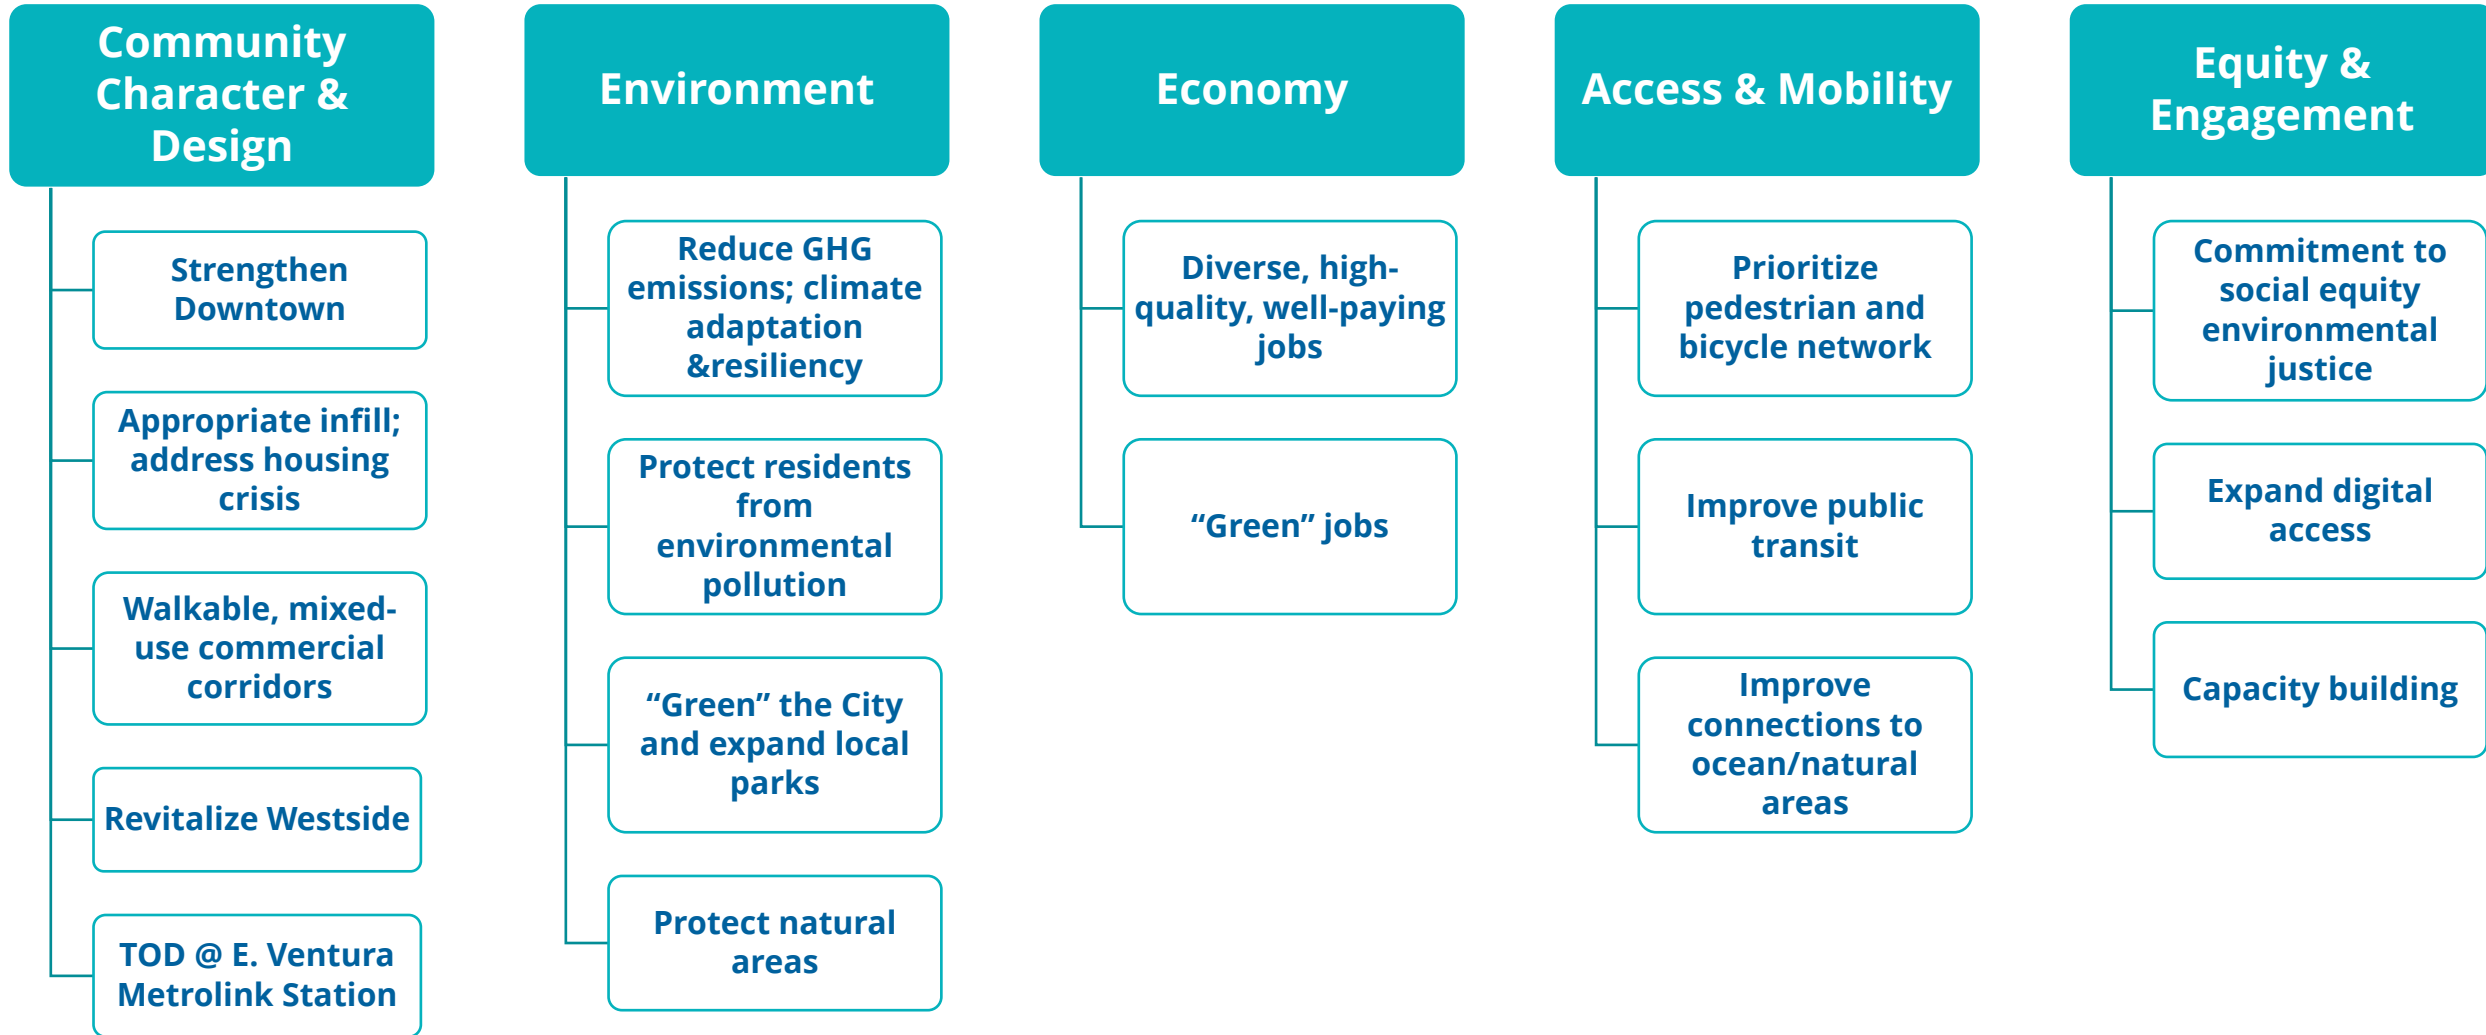 Community
Character &
Design
Strengthen
Downtown
Appropriate infill;
address housing
crisis
Walkable, mixed-
use commercial
corridors
Revitalize Westside
TOD @ E. Ventura
Metrolink Station
Environment
Reduce GHG
emissions; climate
adaptation
&resiliency
Protect residents
from
environmental
pollution
“Green” the City
and expand local
parks
Protect natural
areas
Economy
Diverse, high-
quality, well-paying
jobs
“Green” jobs
Access & Mobility
Prioritize
pedestrian and
bicycle network
Improve public
transit
Improve
connections to
ocean/natural
areas
Equity &
Engagement
Commitment to
social equity
environmental
justice
Expand digital
access
Capacity building